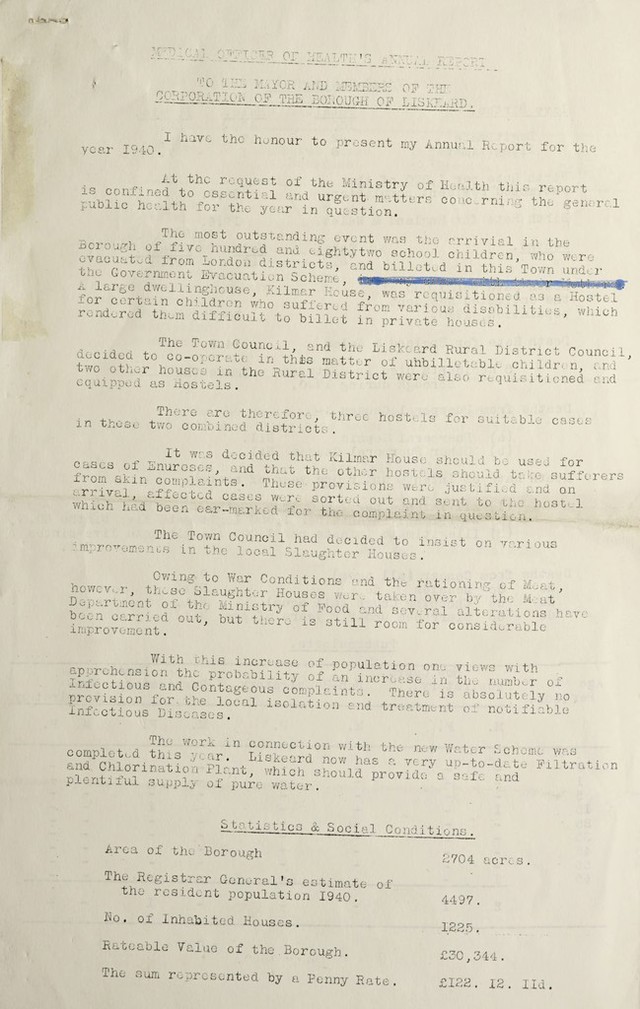 MEDICAL OFFICER OF HEALTH'S ANNUAL REPORT
TO THE MAYOR AND MEMBERS OF THE
CORPORATION OF THE BOROUGH OF LISKEARD.
I have the honour to present my Annual Report for the
year I940.
At the request of the Ministry of Health this report
is confined to essential and urgent matters concerning the general
public health for the year in question.
The most outstanding event was the arrivial in the
Borough of five hundred and eightytwo school children, who were
evacuated from London districts, and billeted in this Town under
the Government Evacuation Scheme,
A large dwellinghouse, Kilmar House, was requisitioned as a Hostel
for certain children who suffered from various disabilities, which
rendered them difficult to billet in private houses.
The Town Council, and the Liskeard Rural District Council,
decided to co-operate in this matter of unbilletable children, and
two other houses in the Rural District were also requisitioned and
equipped as Hostels.
There are therefore, three hostels for suitable cases
in these two combined districts.
It was decided that Kilmar House should be used for
cases of Enuroses, and that the other hostels should take sufferers
from skin complaints. These provisions were justified and on
arrival, affected cases were sorted out and sent to the hostel
which had been ear-marked for the complaint in question.
The Town Council had decided to insist on various
improvements in the local Slaughter Houses.
Owing to War Conditions and the rationing of Meat,
however, these Slaughter Houses were taken over by the Meat
Department of the Ministry of Food and several alterations have
been carried out, but there is still room for considerable
improvement.
With this increase of population one views with
apprehension the probability of an increase in the number of
Infectious and Contageous complaints. There is absolutely no
provision for the local isolation and treatment of notifiable
Infectious Diseases.
The work in connection with the new Water Scheme was
completed this year. Liskeard now has a very up-to-date Filtration
and Chlorination Plant, which should provide a safe and
plentiful supply of pure water.
Statistics & Social Conditions.
Area of the Borough 2704 acres.
The Registrar General's estimate of
the resident population I940. 4497.
No. of Inhabited Houses. I225.
Rateable Value of the Borough. £30,344.
The sum represented by a Penny Rate. £I22. I2. IId.